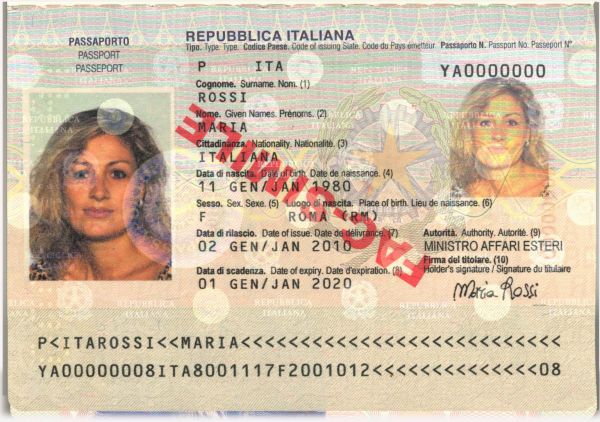 PASSAPORTO
PASSPORT
PASSEPORT
REPUBBLICA ITALIANA
Tipo. Type. Type. Codice Paese. Code of issuing State. Code du Pays émetteur. Passaporto N. Passport No. Passeport N°
P ITA YA0000000
Cognome. Surname. Nom. (1)
ROSSI
Nome. Given Names. Prénoms. (2)
MARIA
Cittadinanza. Nationality. Nationalité. (3)
ITALIANA
Data di nascita. Date of birth. Date de naissance. (4)
11 GEN/JAN 1980
Sesso. Sex. Sexe. (5) Luogo di nascita. Place of birth. Lieu de naissance. (6)
F ROMA (RM)
Data di rilascio. Date of issue. Date de délivrance. (7) Autorità. Authority. Autorité. (9)
02 GEN/JAN 2010 MINISTRO AFFARI ESTERI
Firma del titolare. (10)
Data di scadenza. Date of expiry. Date d'expiration. (8) Holder's signature / Signature du titulaire
01 GEN/JAN 2020 Maria Rossi
FAC-SIMILE
REPUBBLICA ITALIANA
P<ITAROSSI<<MARIA<<<<<<<<<<<<<<<<<<<<<<<<<<<
YA00000008ITA8001117F2001012<<<<<<<<<<<<<<08